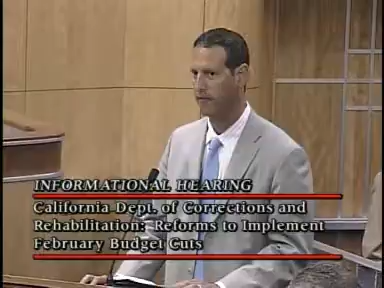 INFORMATIONAL HEARING
California Dept. of Corrections and
Rehabilitation: Reforms to Implement
February Budget Cuts